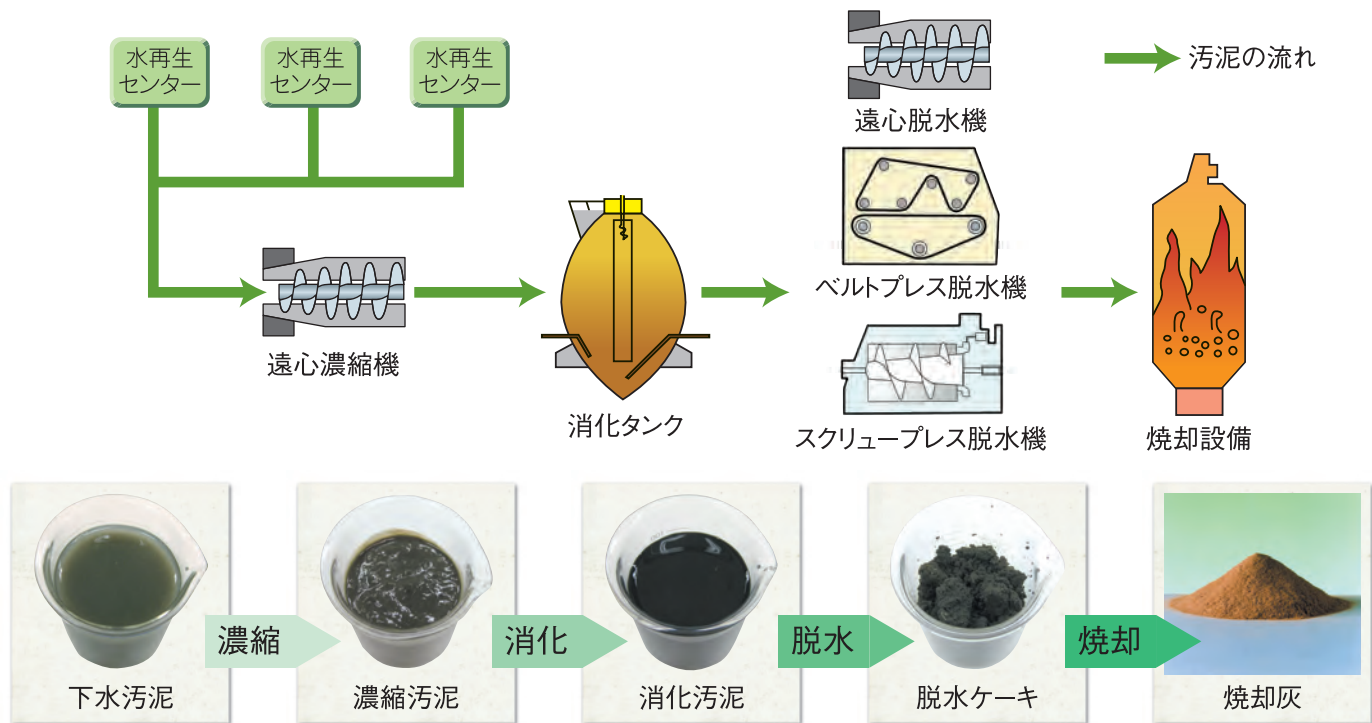 水再生
センター
水再生
センター
水再生
センター
遠心脱水機
汚泥の流れ
ベルトプレス脱水機
遠心濃縮機
消化タンク
スクリュープレス脱水機
焼却設備
濃縮
消化
脱水
焼却
下水汚泥
濃縮汚泥
消化汚泥
脱水ケーキ
焼却灰